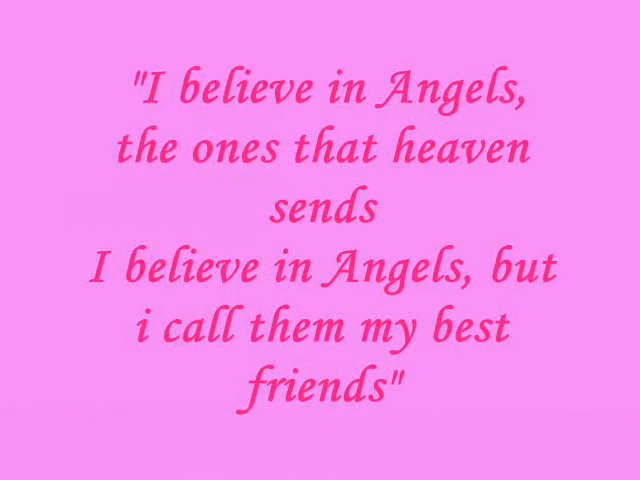 "I believe in Angels,
the ones that heaven
sends
I believe in Angels, but
i call them my best
friends"